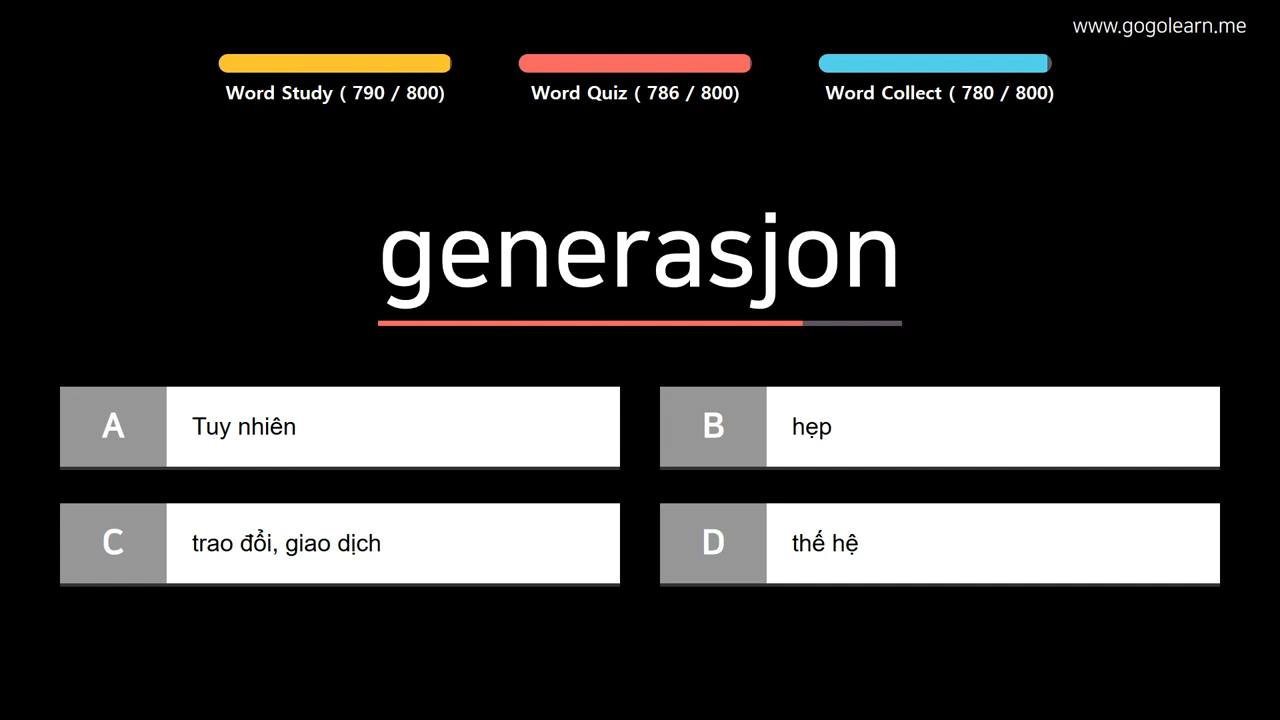 www.gogolearn.me
Word Study ( 790 / 800)
Word Quiz ( 786 / 800)
Word Collect ( 780 / 800)
generasjon
A
Tuy nhiên
B
hẹp
C
trao đổi, giao dịch
D
thế hệ